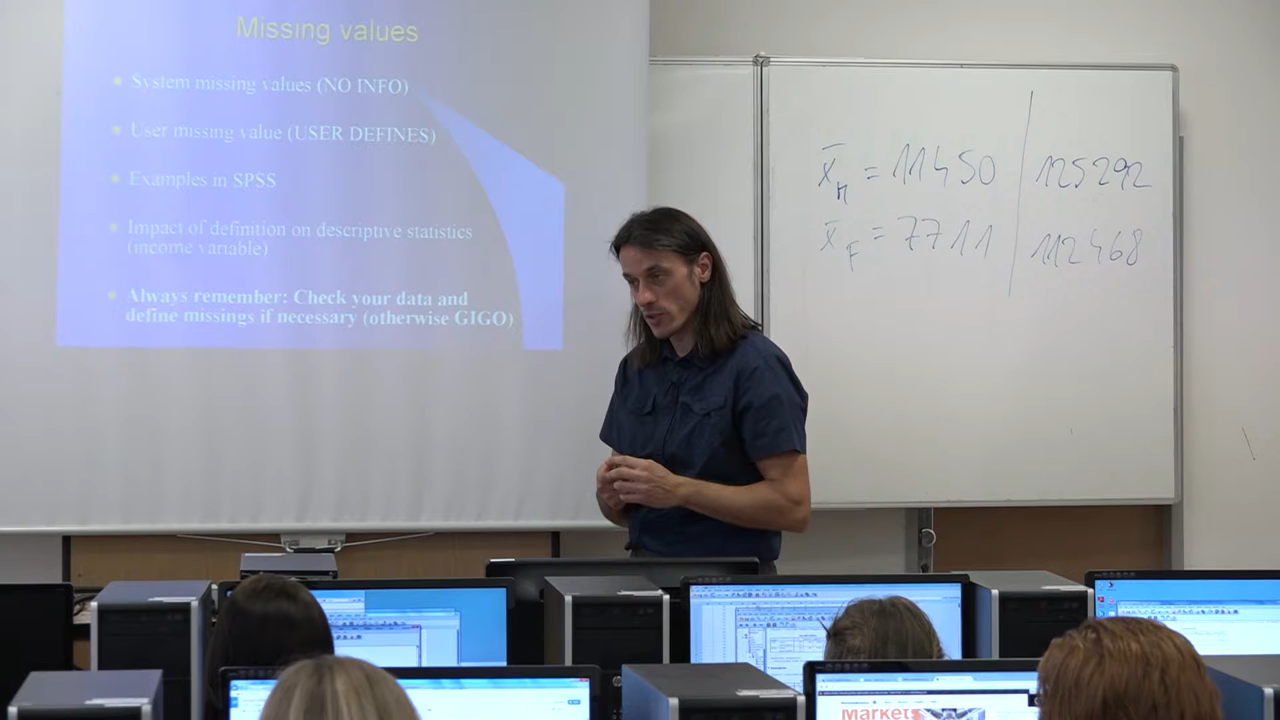 Missing values
System missing values (NO INFO)
User missing value (USER DEFINES)
Examples in SPSS
Impact of definition on descriptive statistics
(income variable)
Always remember: Check your data and
define missings if necessary (otherwise GIGO)
x̄M = 11450 | 125292
x̄F = 7711 | 112468
Markets